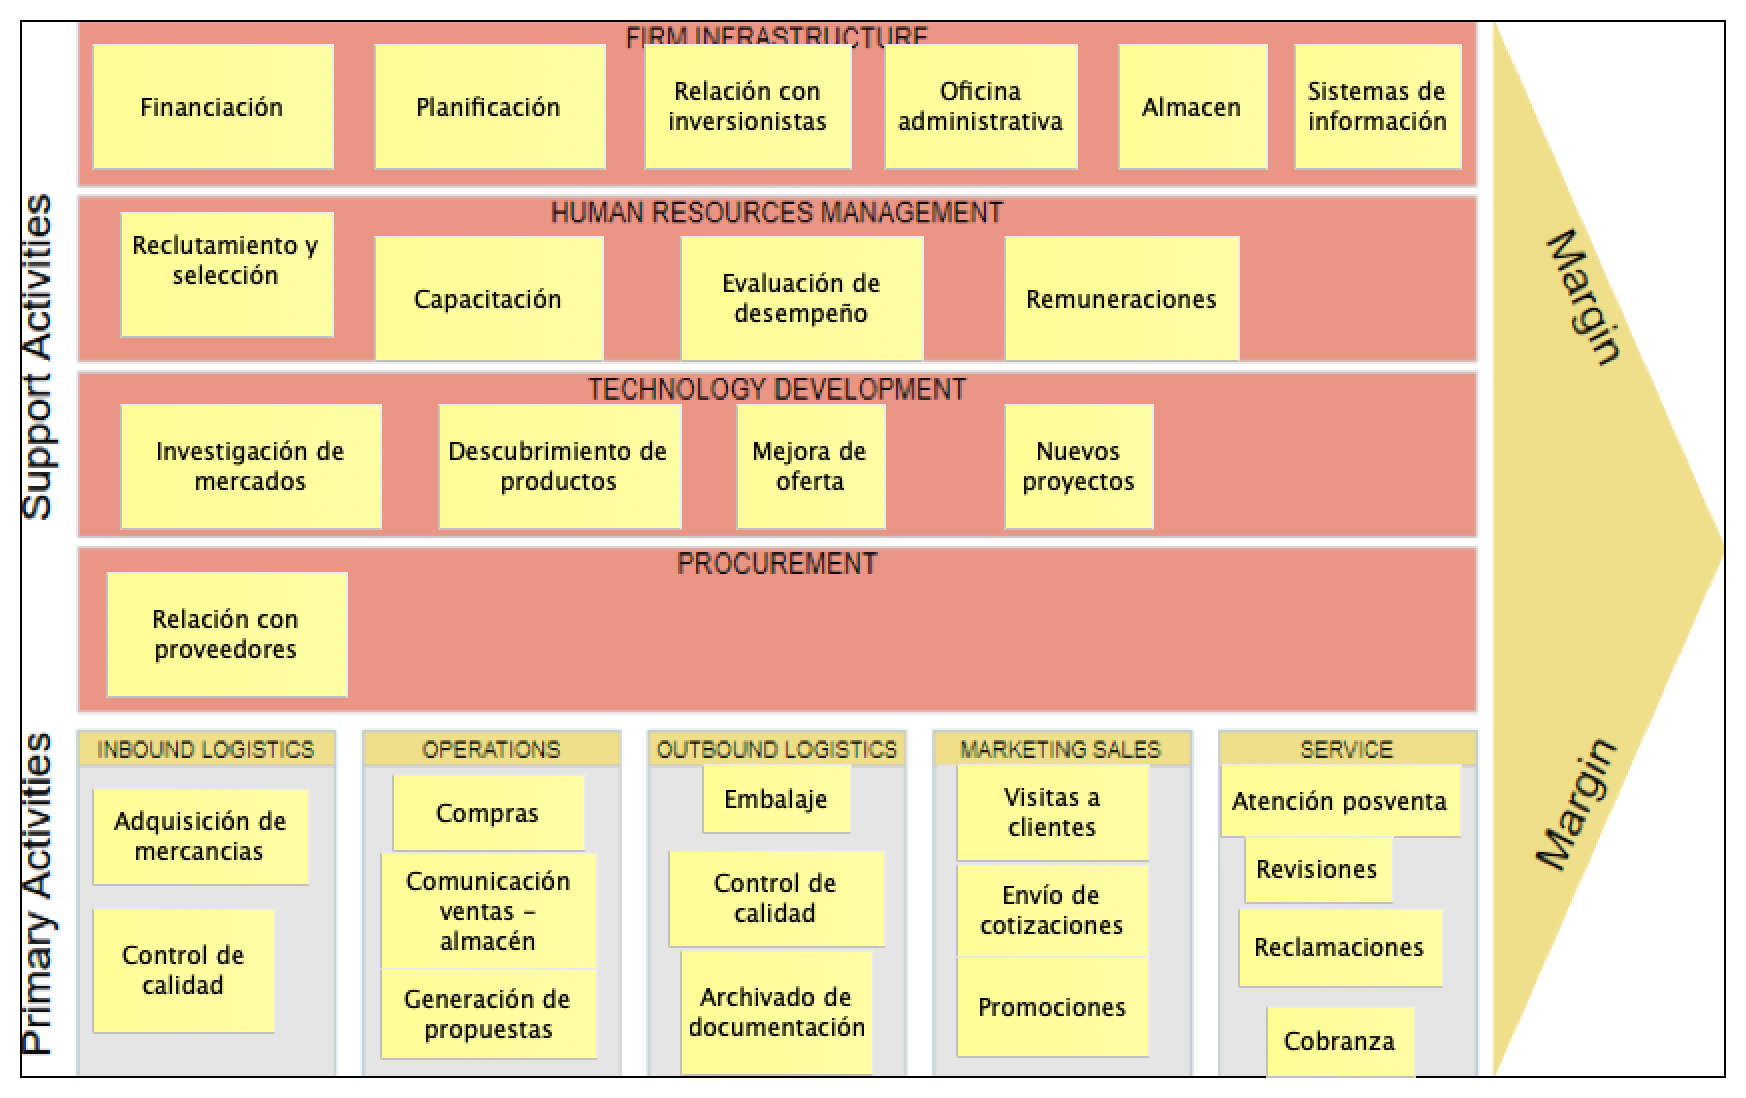 FIRM INFRASTRUCTURE
Financiación
Planificación
Relación con
inversionistas
Oficina
administrativa
Almacen
Sistemas de
información
Support Activities
HUMAN RESOURCES MANAGEMENT
Reclutamiento y
selección
Capacitación
Evaluación de
desempeño
Remuneraciones
TECHNOLOGY DEVELOPMENT
Investigación de
mercados
Descubrimiento de
productos
Mejora de
oferta
Nuevos
proyectos
PROCUREMENT
Relación con
proveedores
Primary Activities
INBOUND LOGISTICS
Adquisición de
mercancias
Control de
calidad
OPERATIONS
Compras
Comunicación
ventas -
almacén
Generación de
propuestas
OUTBOUND LOGISTICS
Embalaje
Control de
calidad
Archivado de
documentación
MARKETING SALES
Visitas a
clientes
Envío de
cotizaciones
Promociones
SERVICE
Atención posventa
Revisiones
Reclamaciones
Cobranza
Margin
Margin